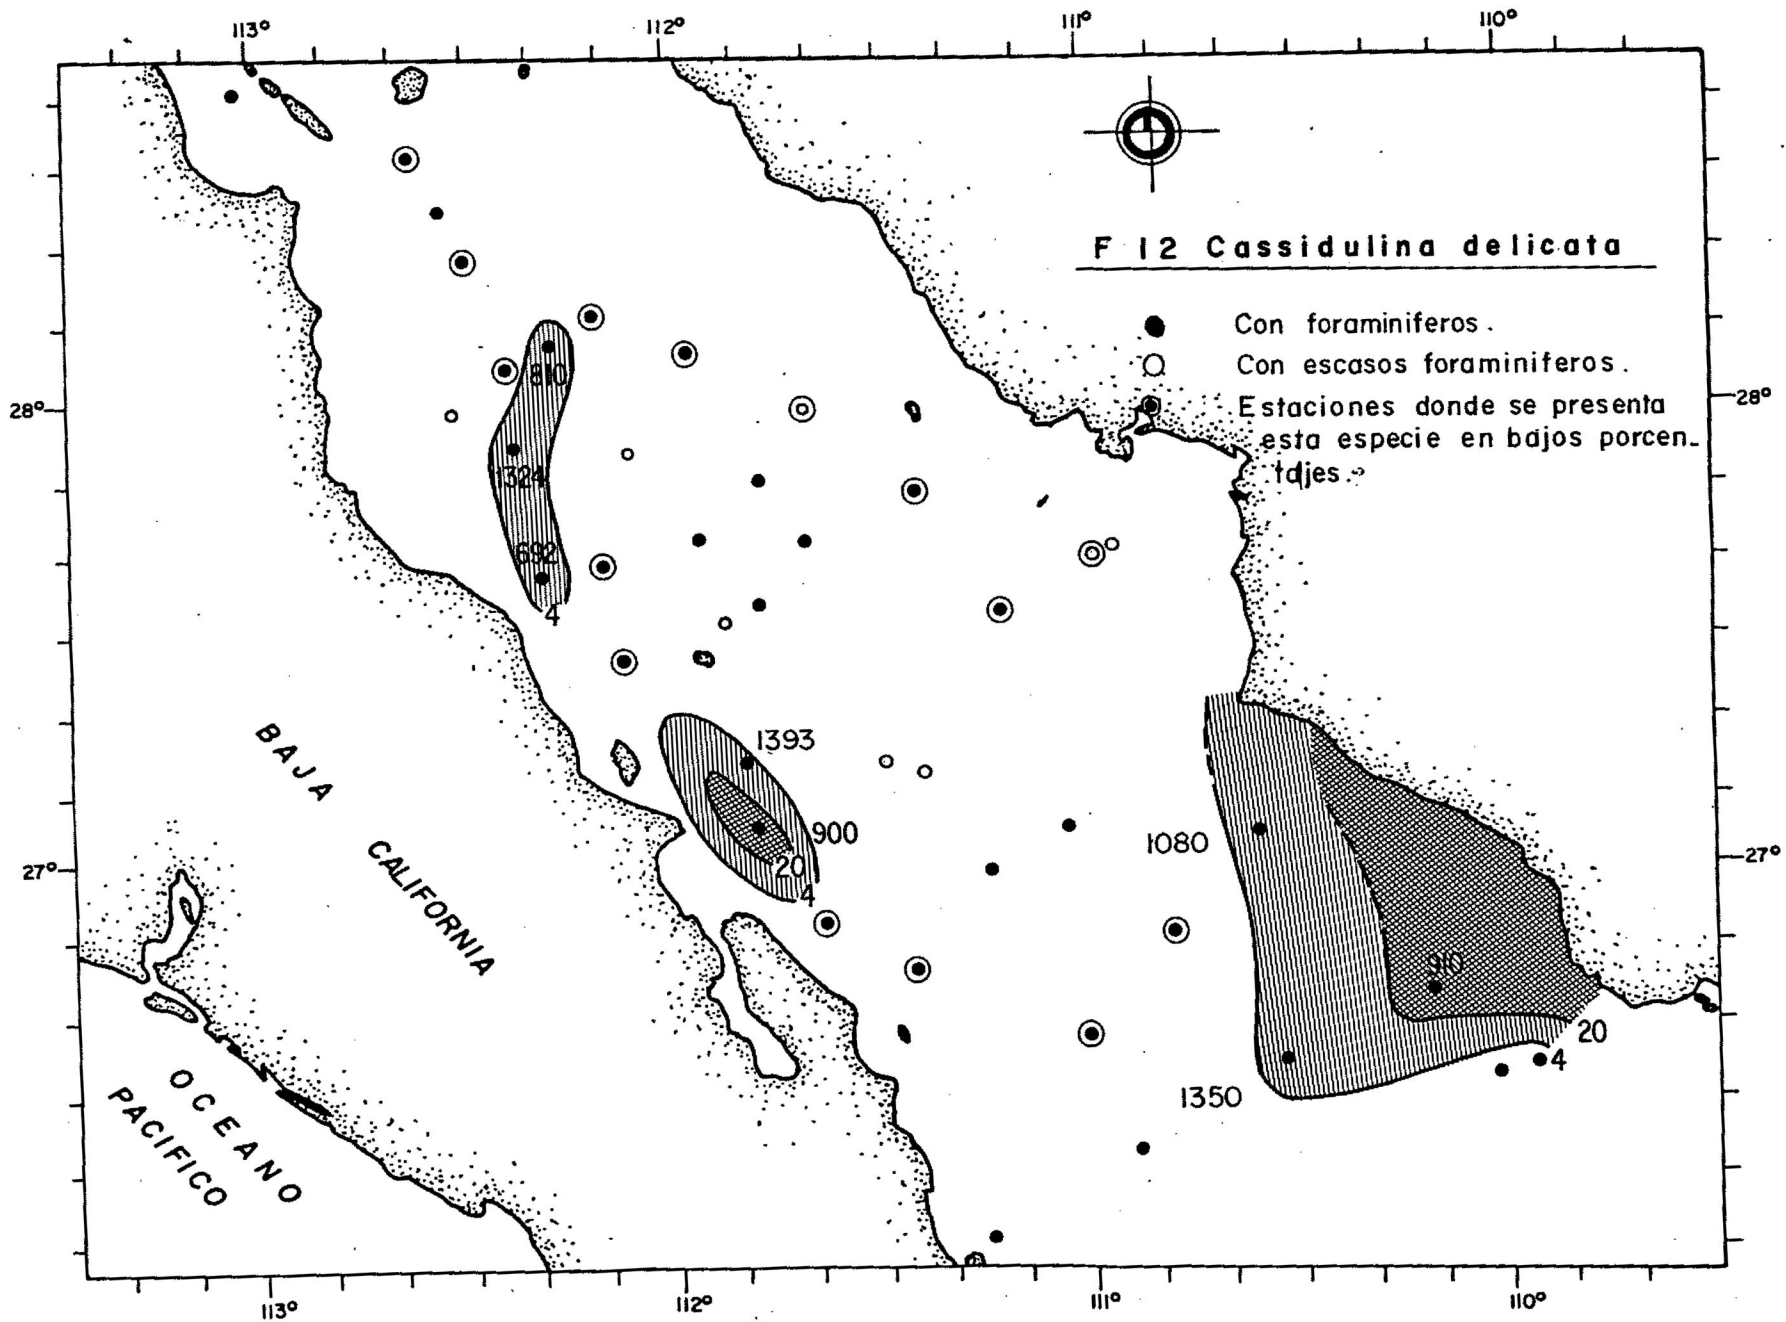 113°
112°
111°
110°
F 12 Cassidulina delicata
Con foraminiferos.
Con escasos foraminiferos.
Estaciones donde se presenta
esta especie en bajos porcen-
tajes.
28°
28°
810
1324
692
4
1393
900
20
4
BAJA
CALIFORNIA
27°
27°
1080
910
20
4
1350
OCEANO
PACIFICO
113°
112°
111°
110°